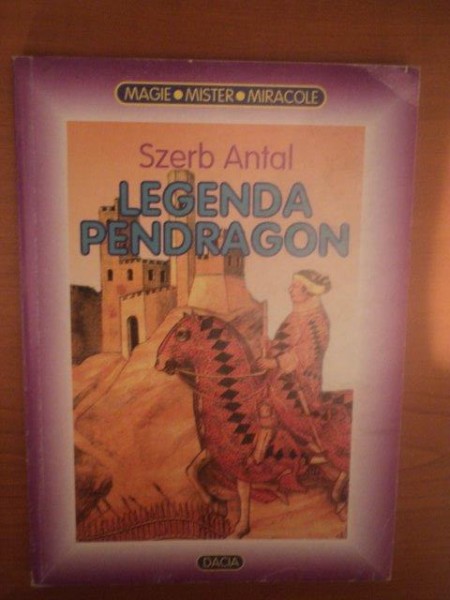 MAGIE•MISTER•MIRACOLE
Szerb Antal
LEGENDA
PENDRAGON
DACIA